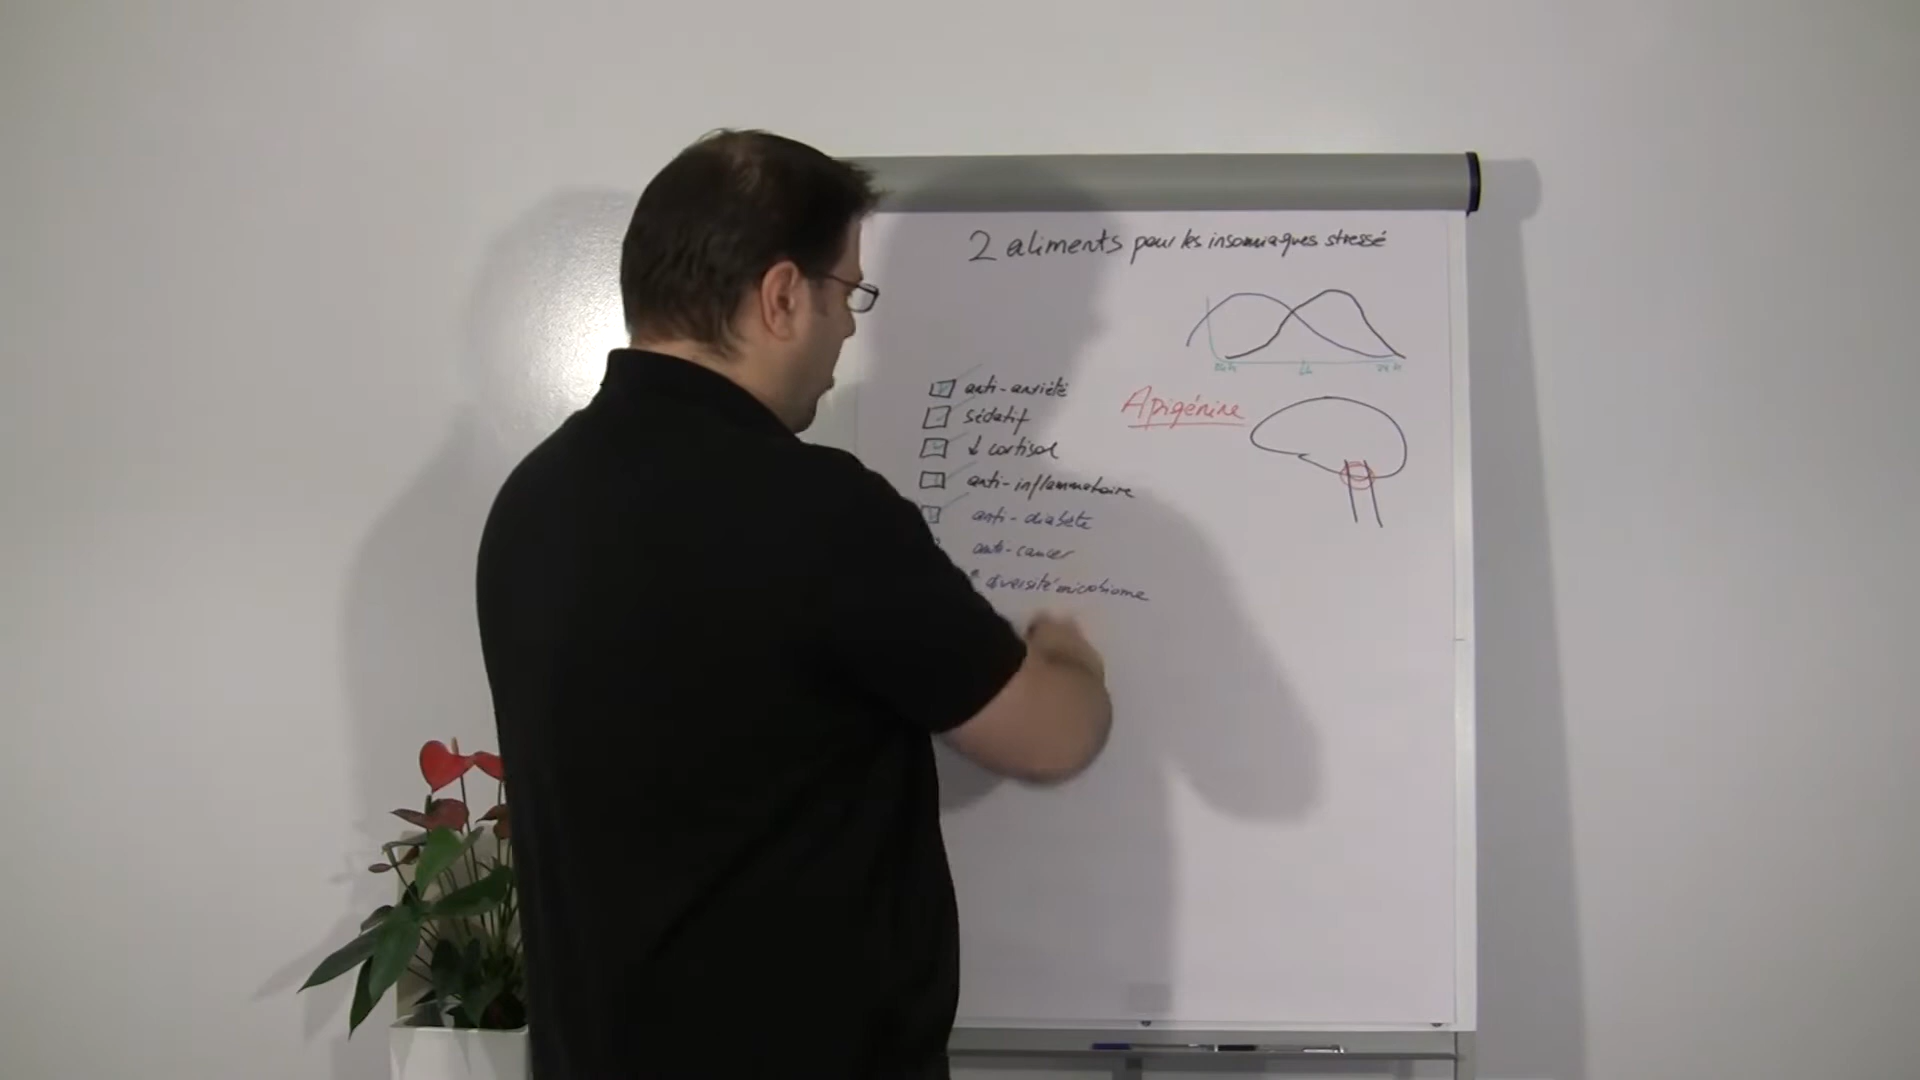 2 aliments pour les insomniaques stressé
anti-anxiété
Apigénine
sédatif
↓ cortisol
anti-inflammatoire
anti-diabète
anti-cancer
diversité microbiome